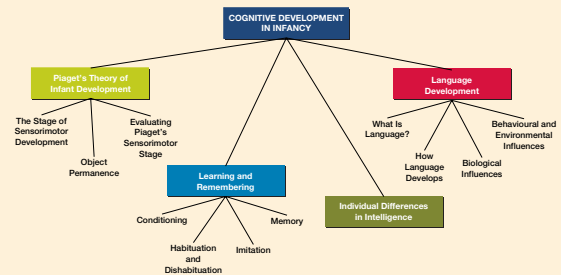 COGNITIVE DEVELOPMENT
IN INFANCY
Piaget's Theory of
Infant Development
The Stage of
Sensorimotor
Development
Object
Permanence
Evaluating
Piaget's
Sensorimotor
Stage
Learning and
Remembering
Conditioning
Habituation
and
Dishabituation
Imitation
Memory
Individual Differences
in Intelligence
Language
Development
What Is
Language?
How
Language
Develops
Biological
Influences
Behavioural and
Environmental
Influences